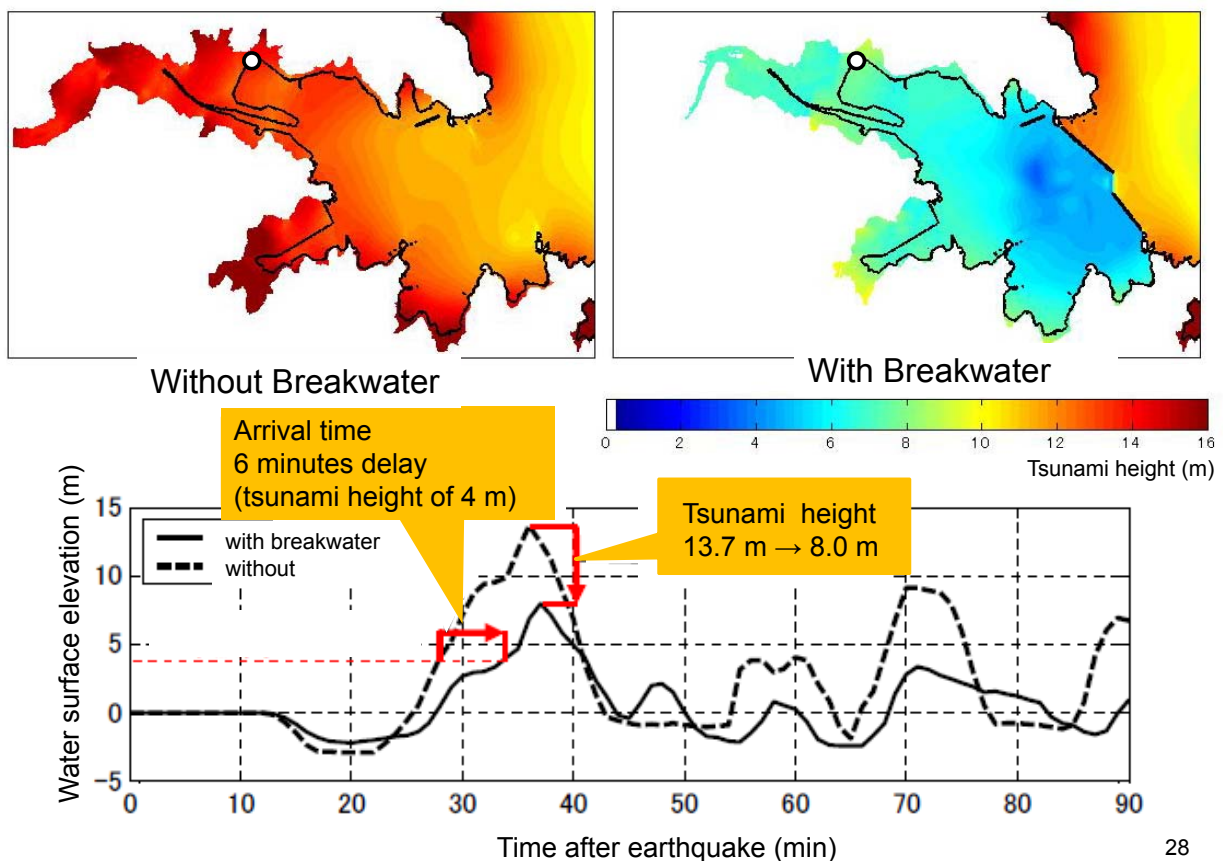 Without Breakwater
With Breakwater
0 2 4 6 8 10 12 14 16
Tsunami height (m)
Arrival time
6 minutes delay
(tsunami height of 4 m)
Tsunami height
13.7 m → 8.0 m
with breakwater
without
Water surface elevation (m)
15
10
5
0
-5
0 10 20 30 40 50 60 70 80 90
Time after earthquake (min)
28